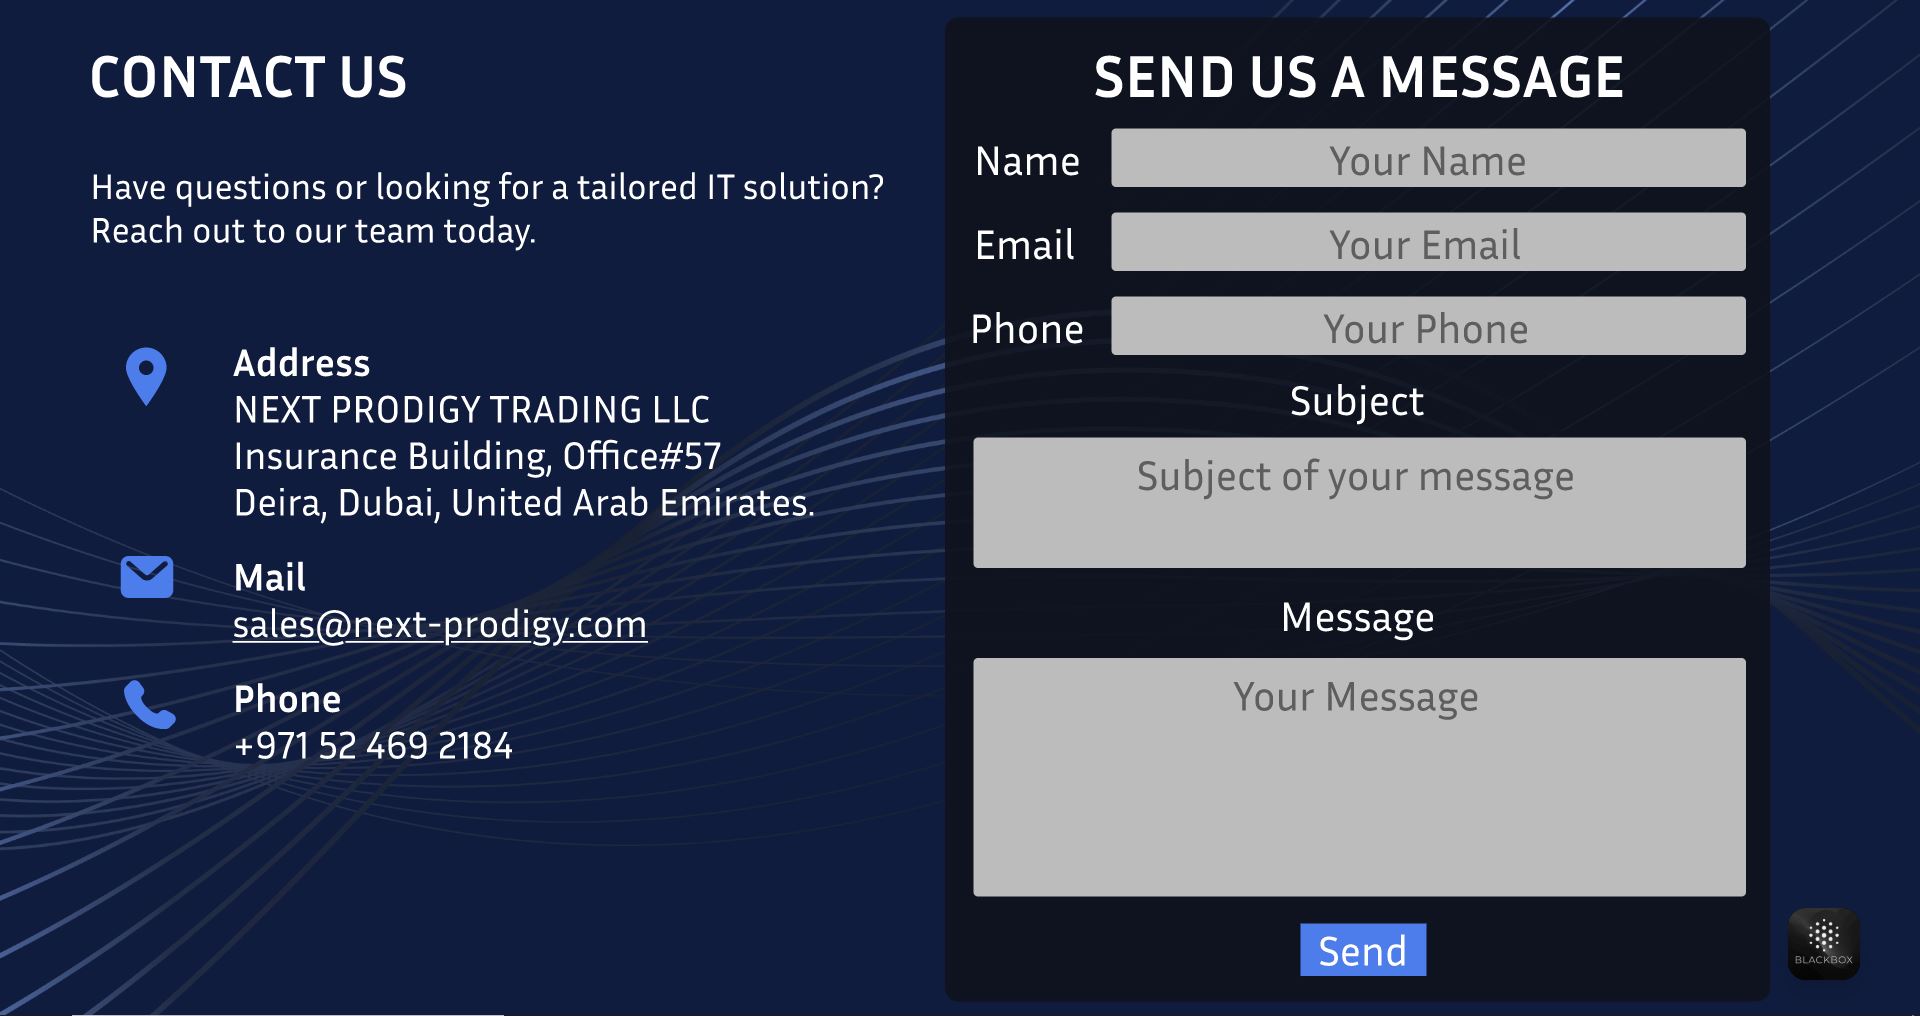 CONTACT US
Have questions or looking for a tailored IT solution?
Reach out to our team today.
Address
NEXT PRODIGY TRADING LLC
Insurance Building, Office#57
Deira, Dubai, United Arab Emirates.
Mail
sales@next-prodigy.com
Phone
+971 52 469 2184
SEND US A MESSAGE
Name
Your Name
Email
Your Email
Phone
Your Phone
Subject
Subject of your message
Message
Your Message
Send
BLACKBOX